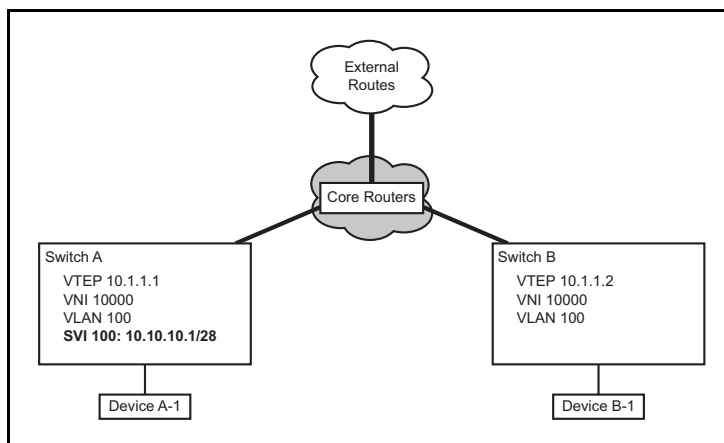 External
Routes
Core Routers
Switch A
VTEP 10.1.1.1
VNI 10000
VLAN 100
SVI 100: 10.10.10.1/28
Switch B
VTEP 10.1.1.2
VNI 10000
VLAN 100
Device A-1
Device B-1